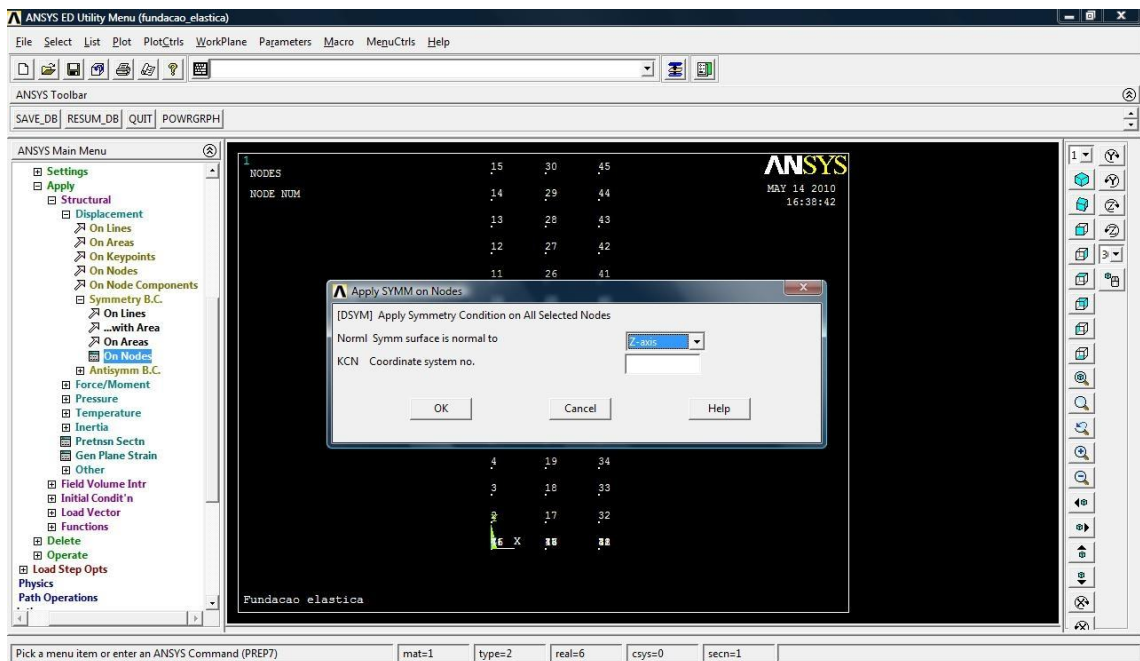 ANSYS ED Utility Menu (fundacao_elastica)
File Select List Plot PlotCtrls WorkPlane Parameters Macro MenuCtrls Help
ANSYS Toolbar
SAVE_DB RESUM_DB QUIT POWRGRPH
ANSYS Main Menu
Settings
Apply
Structural
Displacement
On Lines
On Areas
On Keypoints
On Nodes
On Node Components
Symmetry B.C.
On Lines
...with Area
On Areas
On Nodes
Antisymm B.C.
Force/Moment
Pressure
Temperature
Inertia
Pretnsn Sectn
Gen Plane Strain
Other
Field Volume Intr
Initial Condit'n
Load Vector
Functions
Delete
Operate
Load Step Opts
Physics
Path Operations
1
NODES
NODE NUM
ANSYS
MAY 14 2010
16:38:42
15 30 45
14 29 44
13 28 43
12 27 42
11 26 41
Apply SYMM on Nodes
[DSYM] Apply Symmetry Condition on All Selected Nodes
Norml Symm surface is normal to
Z-axis
KCN Coordinate system no.
OK Cancel Help
4 19 34
3 18 33
17 32
X
Fundacao elastica
1
3
Pick a menu item or enter an ANSYS Command (PREP7)
mat=1
type=2
real=6
csys=0
secn=1